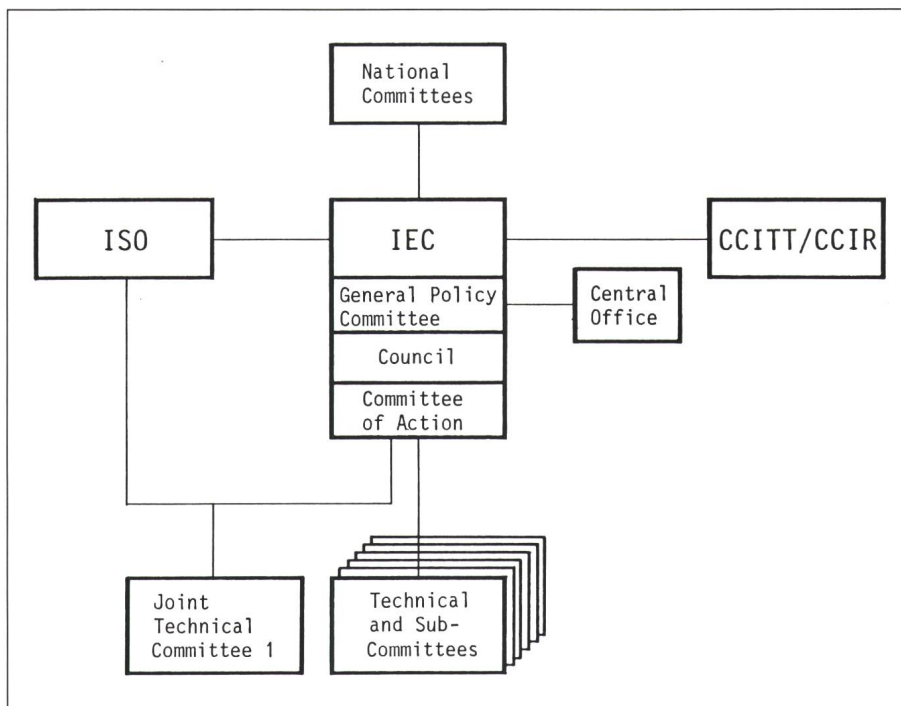 National
Committees
ISO
IEC
CCITT/CCIR
General Policy
Committee
Central
Office
Council
Committee
of Action
Joint
Technical
Committee 1
Technical
and Sub-
Committees